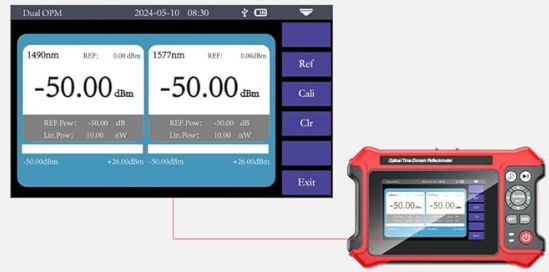 Dual OPM 2024-05-10 08:30
1490nm REF: 0.00 dBm 1577nm REF: 0.00dBm
-50.00 dBm -50.00 dBm
REF.Pow: -50.00 dB REF.Pow: -50.00 dB
Lin.Pow: 10.00 nW Lin.Pow: 10.00 nW
-50.00dBm +26.00dBm -50.00dBm +26.00dBm
Ref
Cali
Clr
Exit
Optical Time Domain Reflectometer
-50.00 -50.00